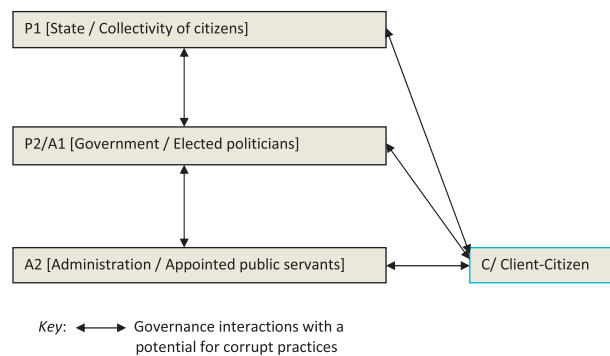 P1 [State / Collectivity of citizens]
P2/A1 [Government / Elected politicians]
A2 [Administration / Appointed public servants]
C/ Client-Citizen
Key: Governance interactions with a
potential for corrupt practices